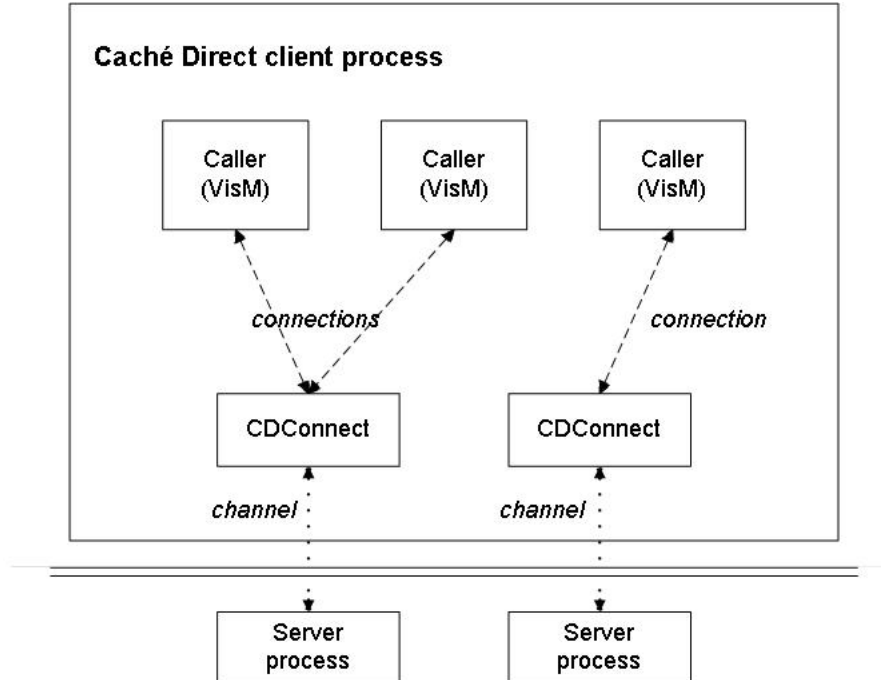 Caché Direct client process
Caller
(VisM)
Caller
(VisM)
Caller
(VisM)
connections
connection
CDConnect
CDConnect
channel
channel
Server
process
Server
process